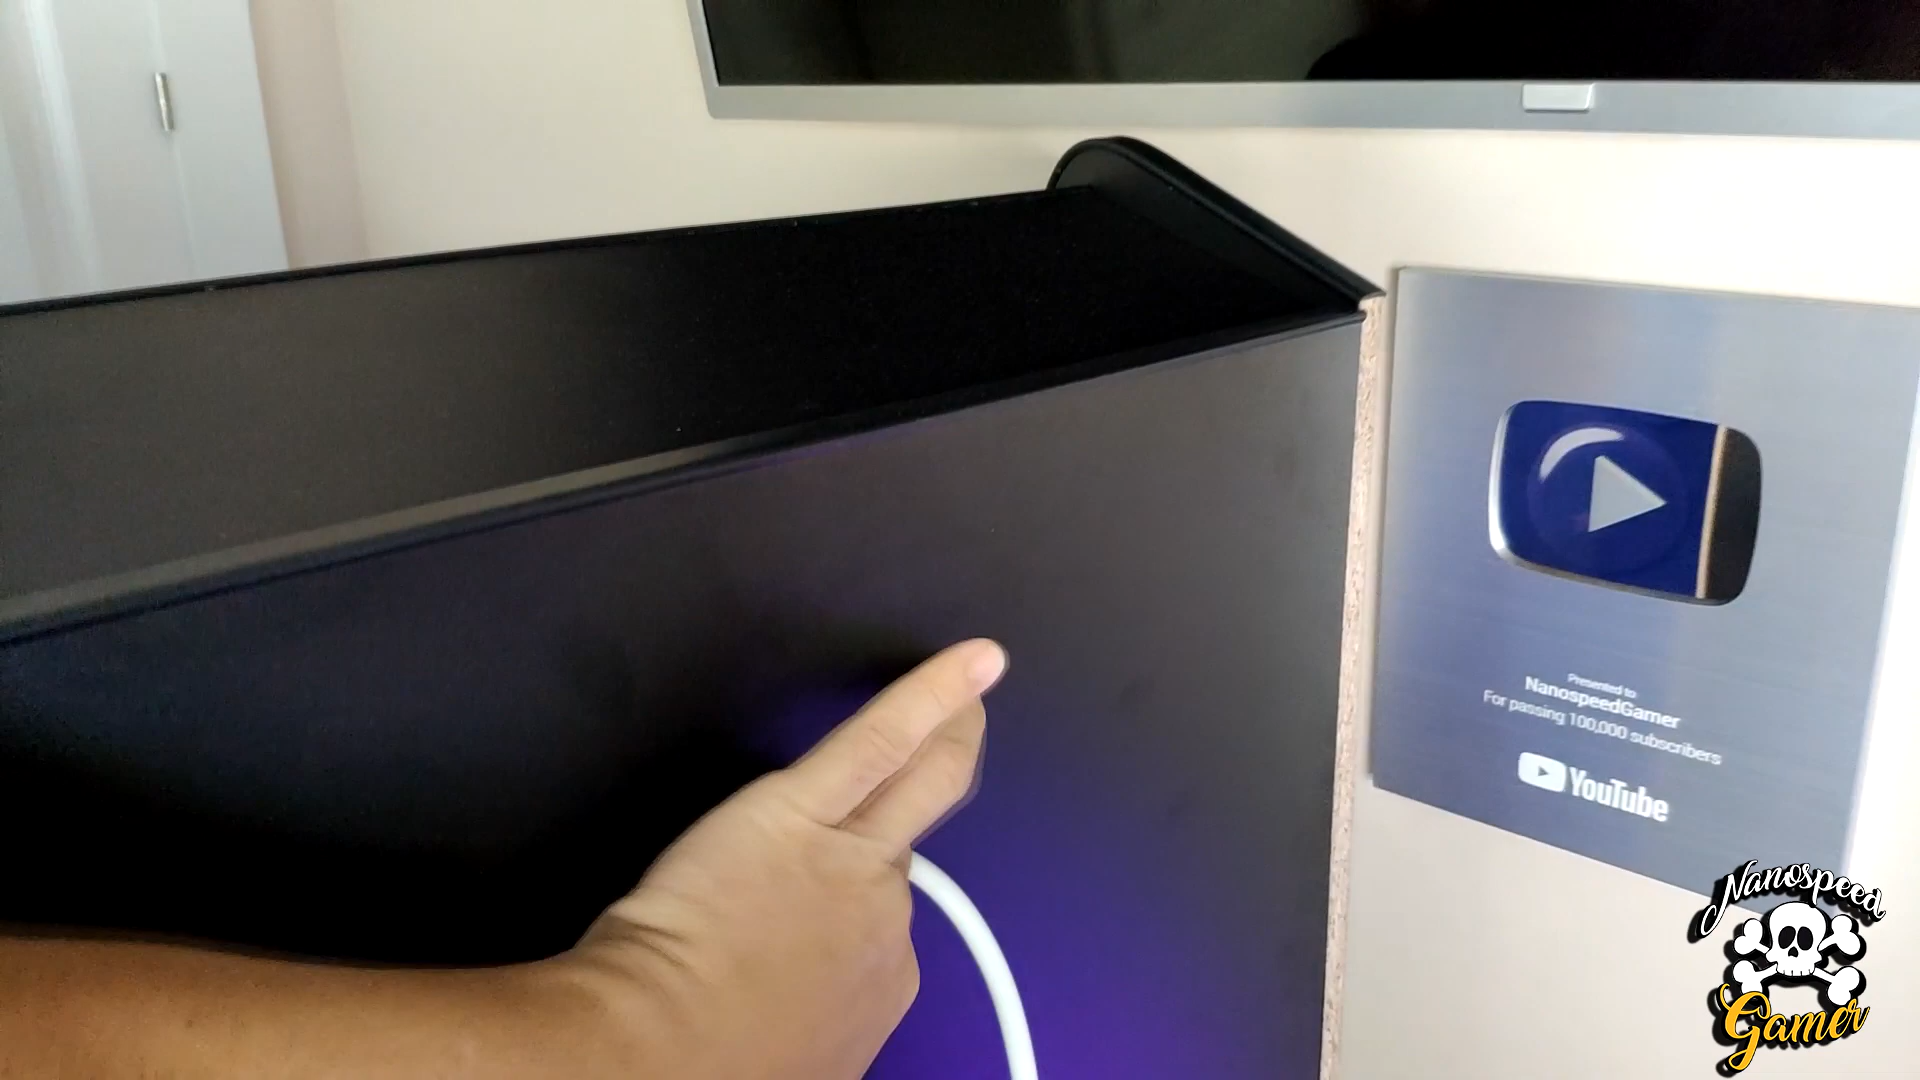 Presented to
NanospeedGamer
For passing 100,000 subscribers
YouTube
Nanospeed
Gamer